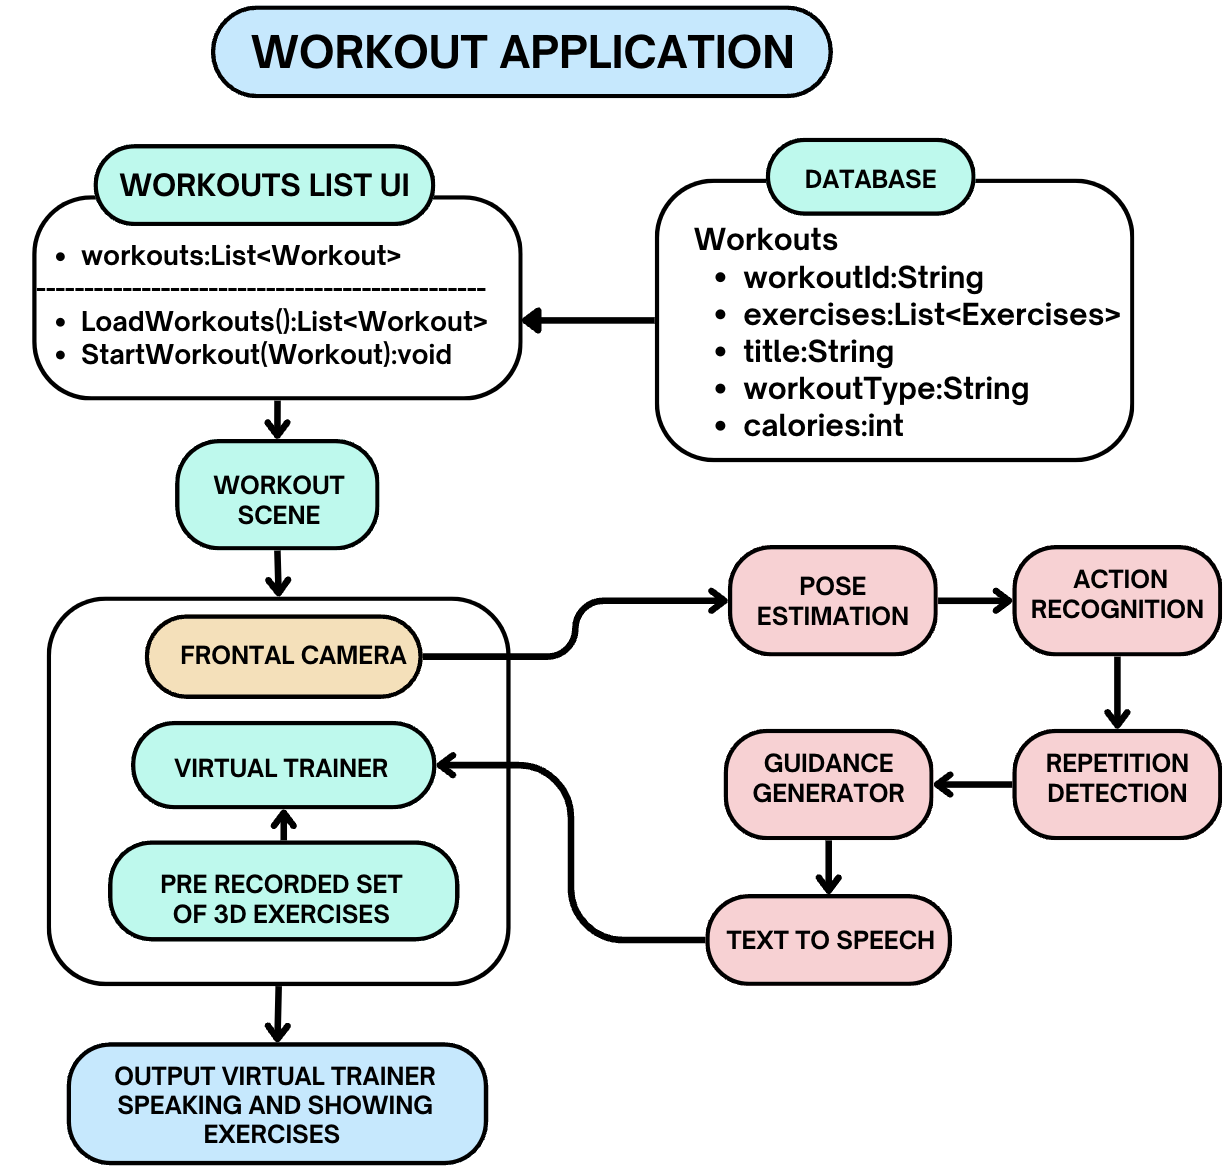 WORKOUT APPLICATION
WORKOUTS LIST UI
• workouts:List<Workout>
------------------------------------------------
• LoadWorkouts():List<Workout>
• StartWorkout(Workout):void
DATABASE
Workouts
• workoutId:String
• exercises:List<Exercises>
• title:String
• workoutType:String
• calories:int
WORKOUT
SCENE
FRONTAL CAMERA
POSE
ESTIMATION
ACTION
RECOGNITION
REPETITION
DETECTION
GUIDANCE
GENERATOR
TEXT TO SPEECH
VIRTUAL TRAINER
PRE RECORDED SET
OF 3D EXERCISES
OUTPUT VIRTUAL TRAINER
SPEAKING AND SHOWING
EXERCISES